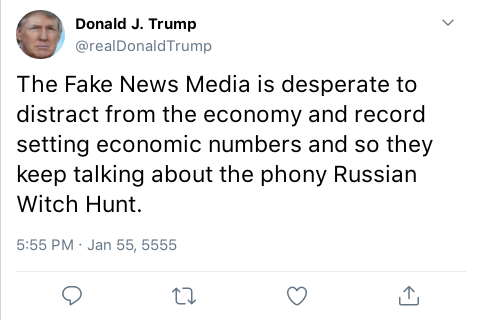 Donald J. Trump
@realDonaldTrump
The Fake News Media is desperate to
distract from the economy and record
setting economic numbers and so they
keep talking about the phony Russian
Witch Hunt.
5:55 PM · Jan 55, 5555